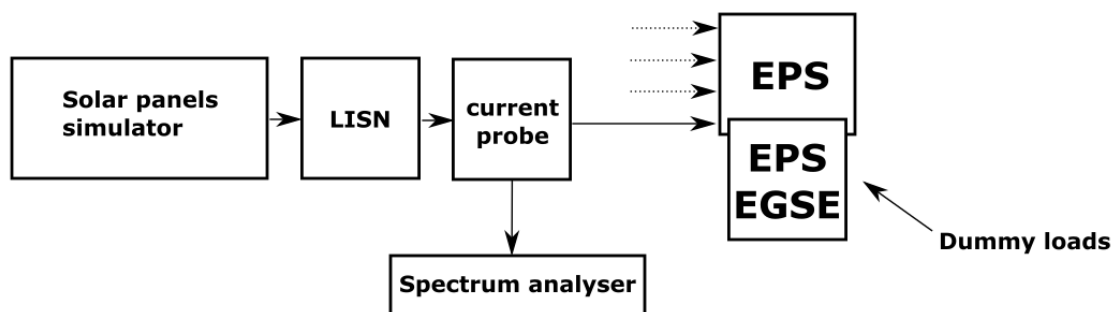 EPS
Solar panels
simulator
LISN
current
probe
EPS
EGSE
Dummy loads
Spectrum analyser